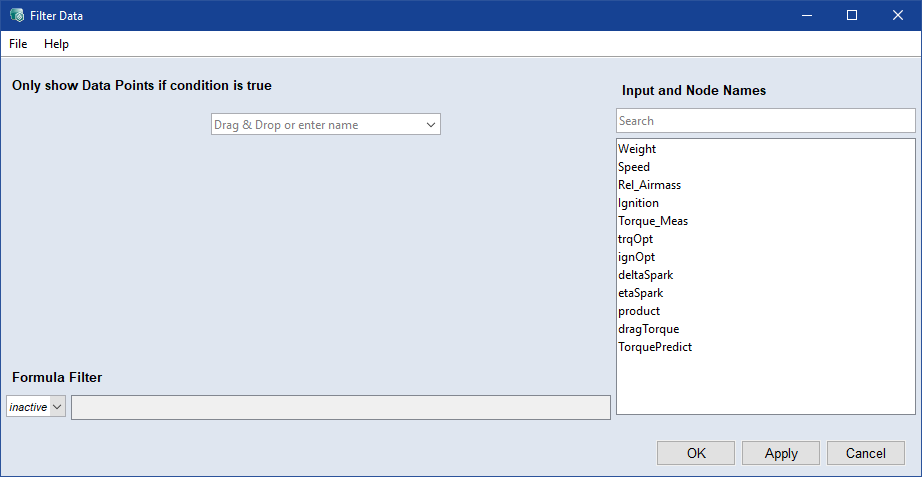 Filter Data
File Help
Only show Data Points if condition is true
Drag & Drop or enter name
Input and Node Names
Search
Weight
Speed
Rel_Airmass
Ignition
Torque_Meas
trqOpt
ignOpt
deltaSpark
etaSpark
product
dragTorque
TorquePredict
Formula Filter
inactive
OK Apply Cancel